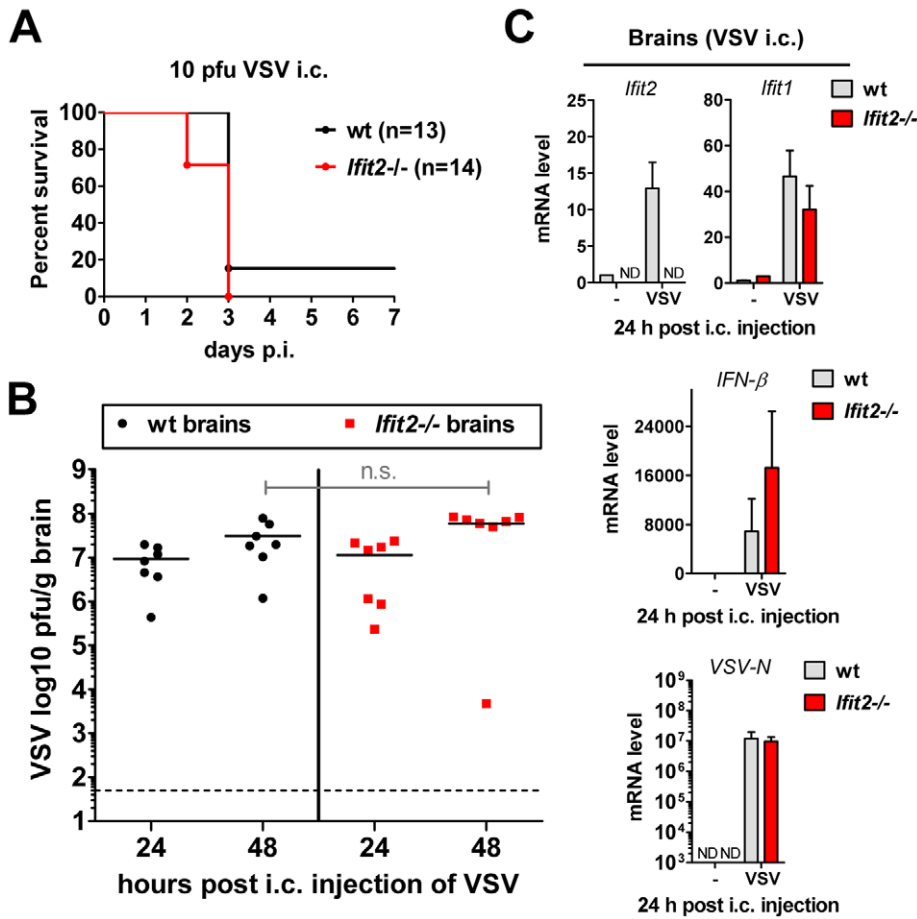 A
10 pfu VSV i.c.
Percent survival
100
80
60
40
20
0
wt (n=13)
Ifit2-/- (n=14)
0 1 2 3 4 5 6 7
days p.i.
B
wt brains
Ifit2-/- brains
VSV log10 pfu/g brain
9
8
7
6
5
4
3
2
1
n.s.
24 48 24 48
hours post i.c. injection of VSV
C
Brains (VSV i.c.)
Ifit2
Ifit1
wt
Ifit2-/-
mRNA level
25
20
15
10
5
0
ND ND
- VSV
80
60
40
20
0
- VSV
24 h post i.c. injection
IFN-β
wt
Ifit2-/-
mRNA level
24000
16000
8000
0
- VSV
24 h post i.c. injection
VSV-N
wt
Ifit2-/-
mRNA level
10⁹
10⁸
10⁷
10⁶
10⁵
10⁴
10³
ND ND
- VSV
24 h post i.c. injection